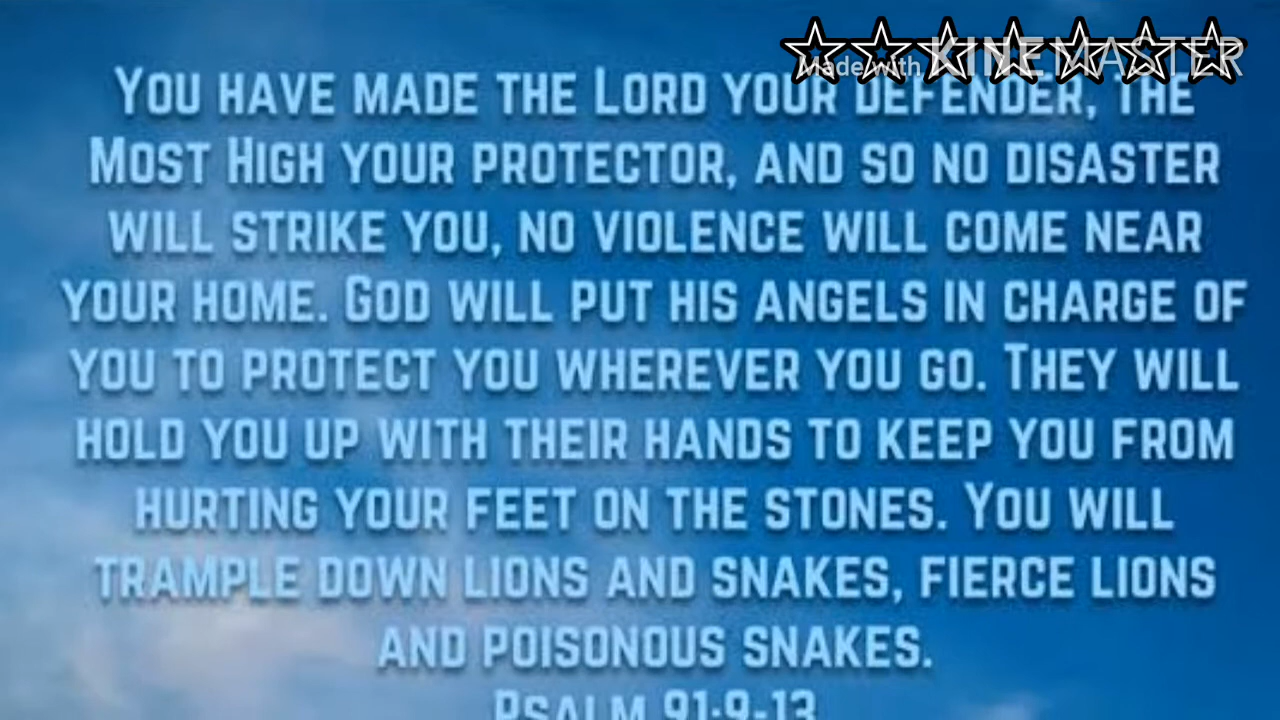 Made with KINEMASTER
You have made the Lord your defender, the
Most High your protector, and so no disaster
will strike you, no violence will come near
your home. God will put his angels in charge of
you to protect you wherever you go. They will
hold you up with their hands to keep you from
hurting your feet on the stones. You will
trample down lions and snakes, fierce lions
and poisonous snakes.
Psalm 91:9-13